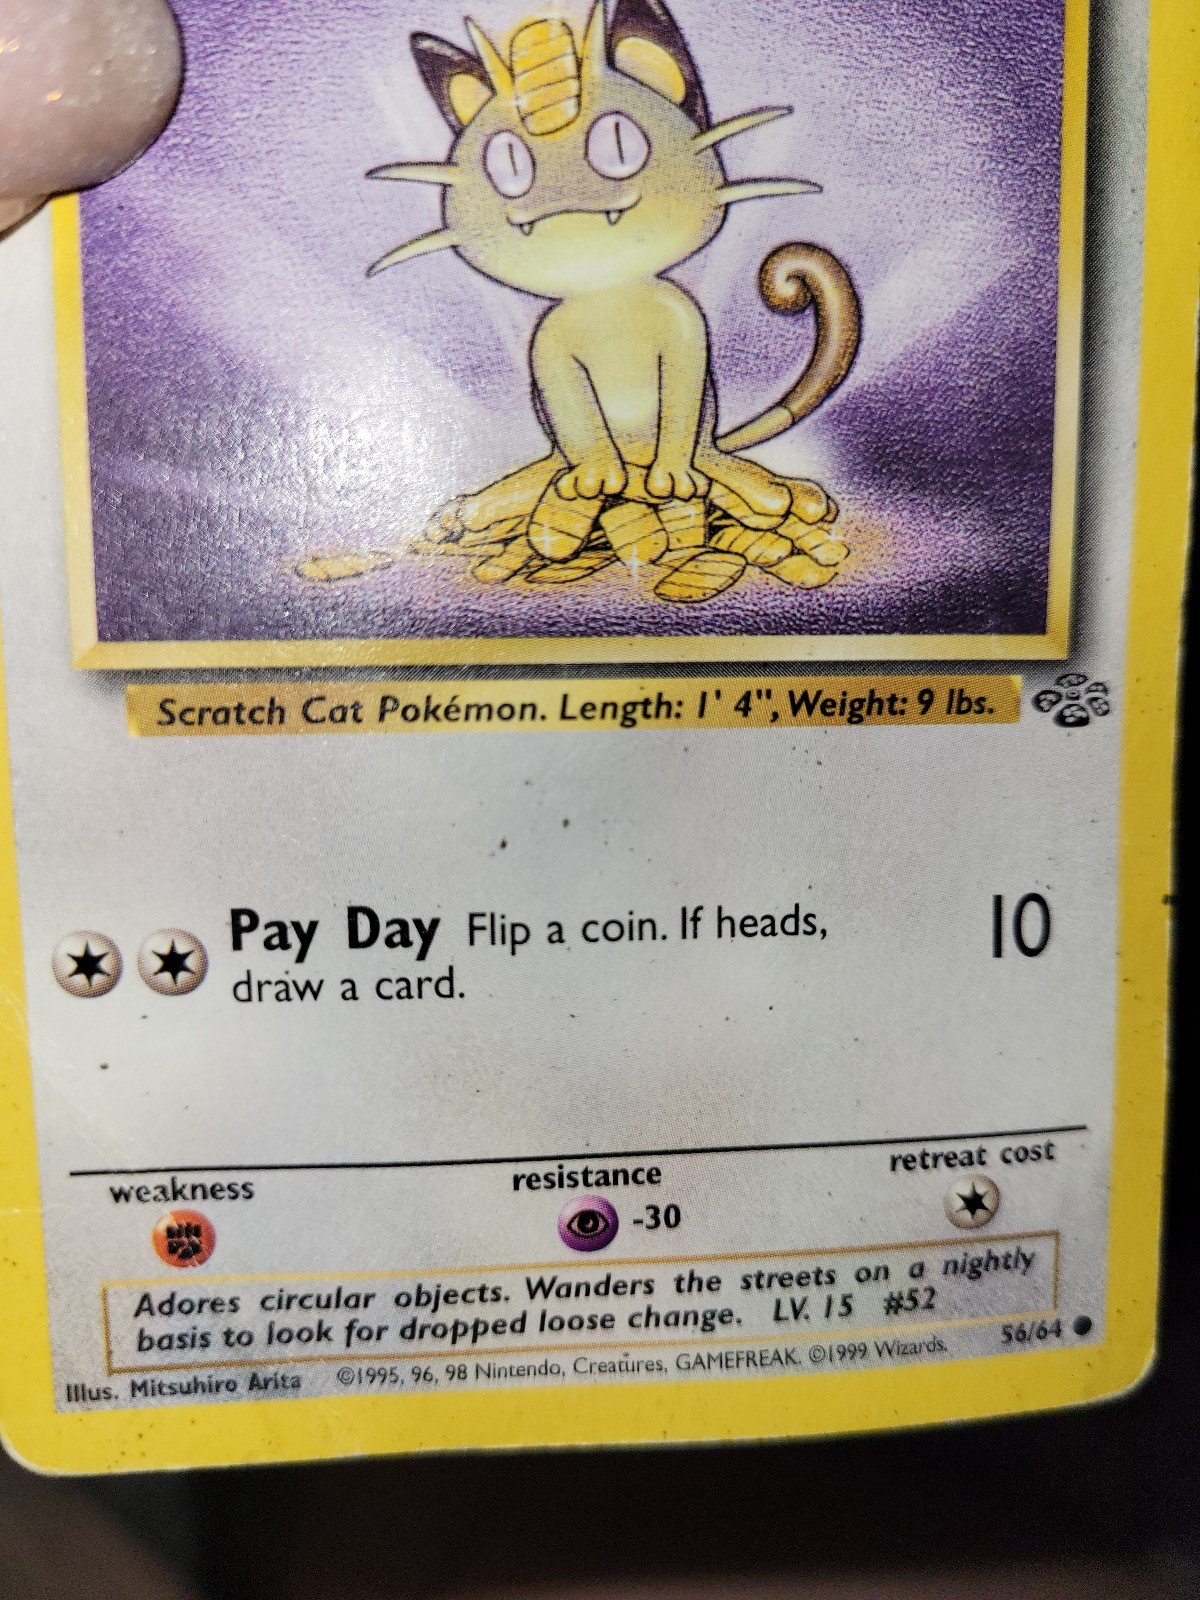 Scratch Cat Pokémon. Length: 1' 4", Weight: 9 lbs.
Pay Day Flip a coin. If heads, 10
draw a card.
weakness resistance retreat cost
-30
Adores circular objects. Wanders the streets on a nightly
basis to look for dropped loose change. LV. 15 #52
Illus. Mitsuhiro Arita ©1995, 96, 98 Nintendo, Creatures, GAMEFREAK. ©1999 Wizards. 56/64